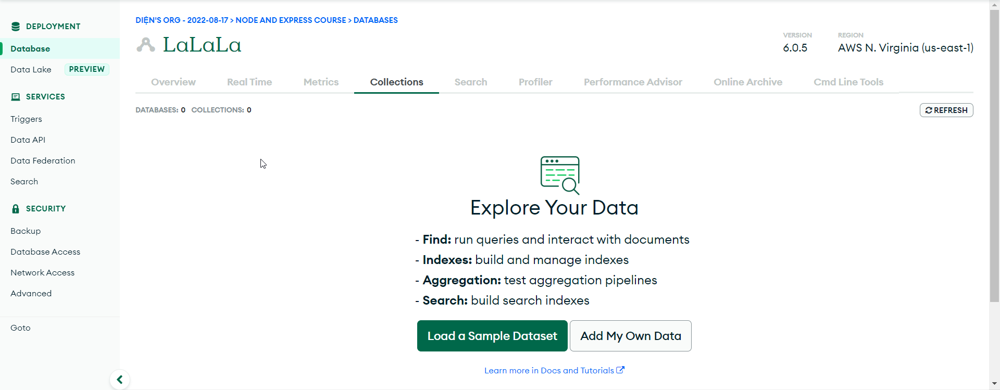 DEPLOYMENT
Database
Data Lake PREVIEW
SERVICES
Triggers
Data API
Data Federation
Search
SECURITY
Backup
Database Access
Network Access
Advanced
Goto
DIỆN'S ORG - 2022-08-17 > NODE AND EXPRESS COURSE > DATABASES
LaLaLa
VERSION REGION
6.0.5 AWS N. Virginia (us-east-1)
Overview Real Time Metrics Collections Search Profiler Performance Advisor Online Archive Cmd Line Tools
DATABASES: 0 COLLECTIONS: 0 REFRESH
Explore Your Data
- Find: run queries and interact with documents
- Indexes: build and manage indexes
- Aggregation: test aggregation pipelines
- Search: build search indexes
Load a Sample Dataset Add My Own Data
Learn more in Docs and Tutorials